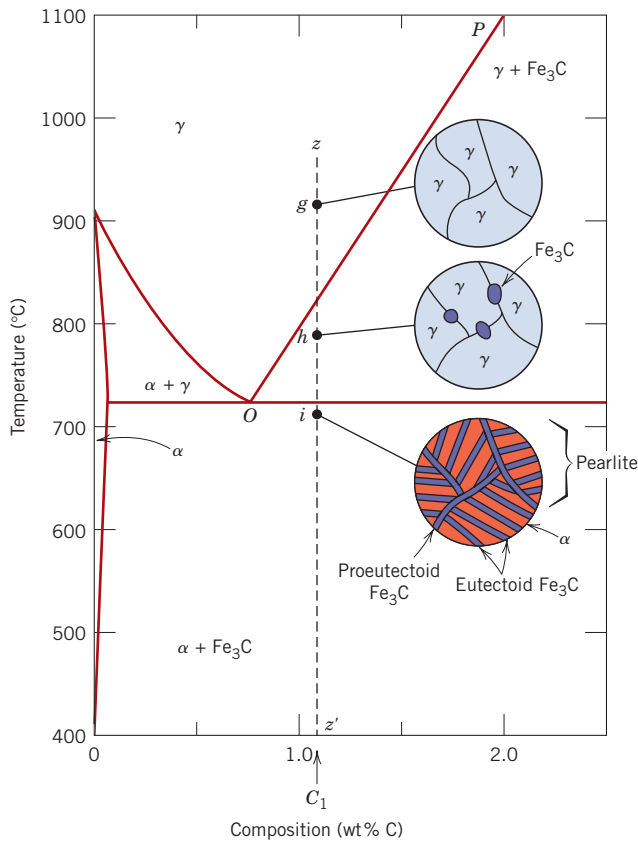 1100
P
γ + Fe₃C
1000
γ
z
γ
γ
γ
γ
g
900
Fe₃C
γ
γ
γ
γ
800
h
α + γ
O
i
700
α
Pearlite
600
α
Proeutectoid
Fe₃C
Eutectoid Fe₃C
500
α + Fe₃C
400
z′
0
1.0
2.0
C₁
Temperature (°C)
Composition (wt% C)